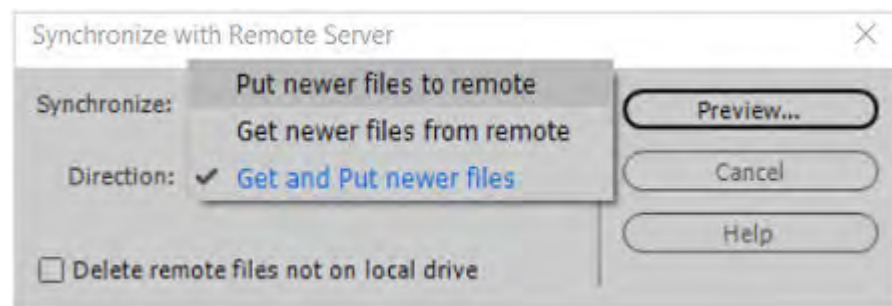 Synchronize with Remote Server
Put newer files to remote
Synchronize:
Preview...
Get newer files from remote
Direction:
Get and Put newer files
Cancel
Help
Delete remote files not on local drive